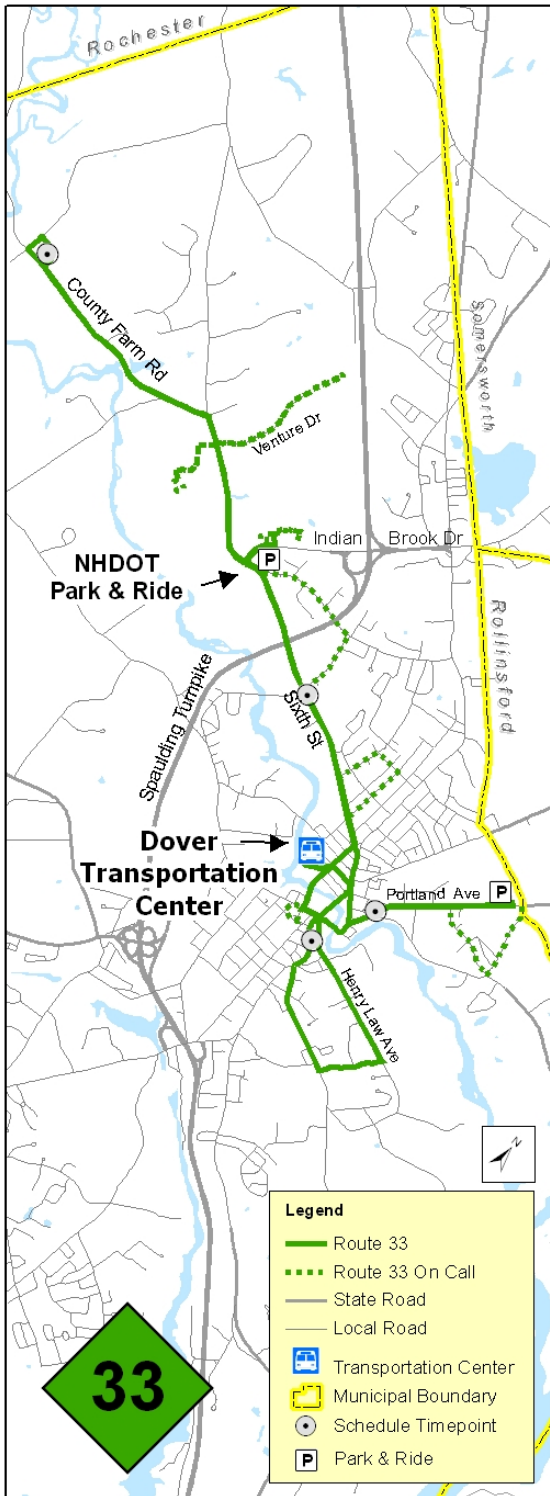 Rochester
County Farm Rd
Somersworth
Venture Dr
Indian Brook Dr
P
NHDOT
Park & Ride
Rollinsford
Spaulding Turnpike
Sixth St
Dover
Transportation
Center
Portland Ave
P
Henry Law Ave
N
Legend
Route 33
Route 33 On Call
State Road
Local Road
Transportation Center
Municipal Boundary
Schedule Timepoint
P Park & Ride
33